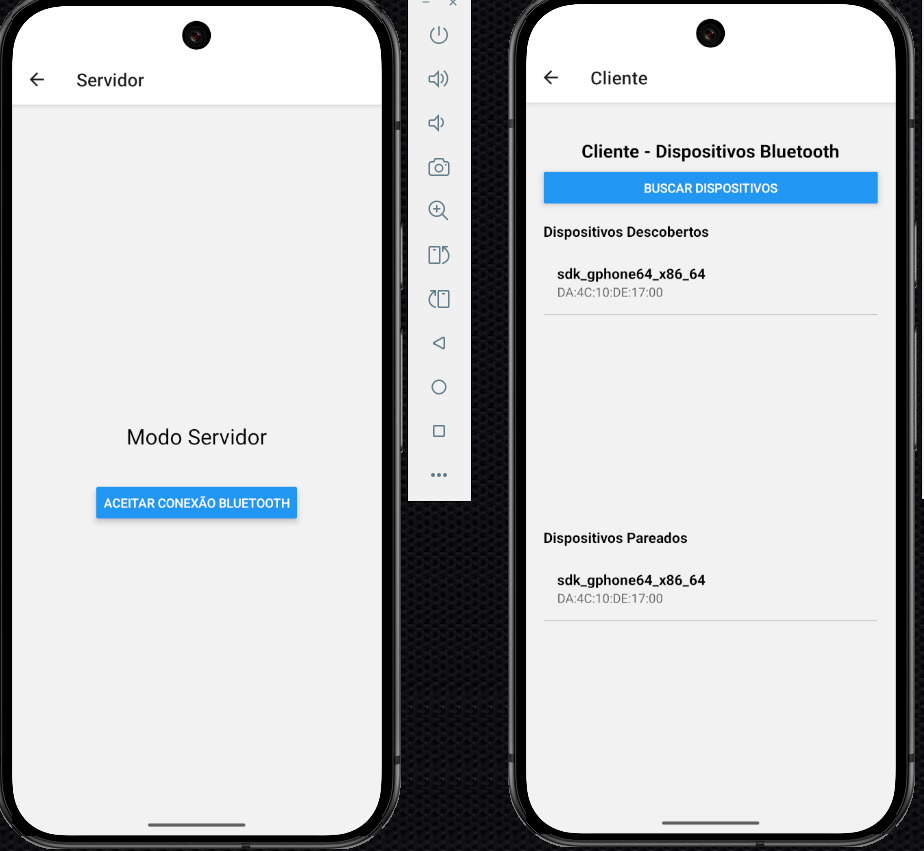 Servidor
Modo Servidor
ACEITAR CONEXÃO BLUETOOTH
Cliente
Cliente - Dispositivos Bluetooth
BUSCAR DISPOSITIVOS
Dispositivos Descobertos
sdk_gphone64_x86_64
DA:4C:10:DE:17:00
Dispositivos Pareados
sdk_gphone64_x86_64
DA:4C:10:DE:17:00